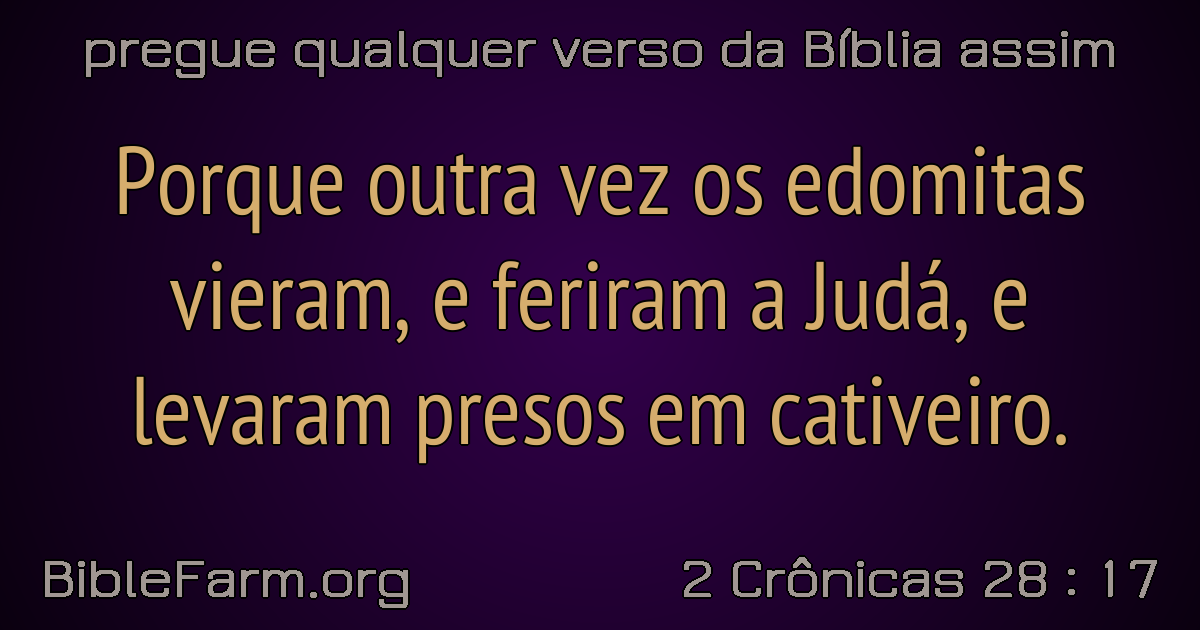 pregue qualquer verso da Bíblia assim
Porque outra vez os edomitas
vieram, e feriram a Judá, e
levaram presos em cativeiro.
BibleFarm.org
2 Crônicas 28 : 17